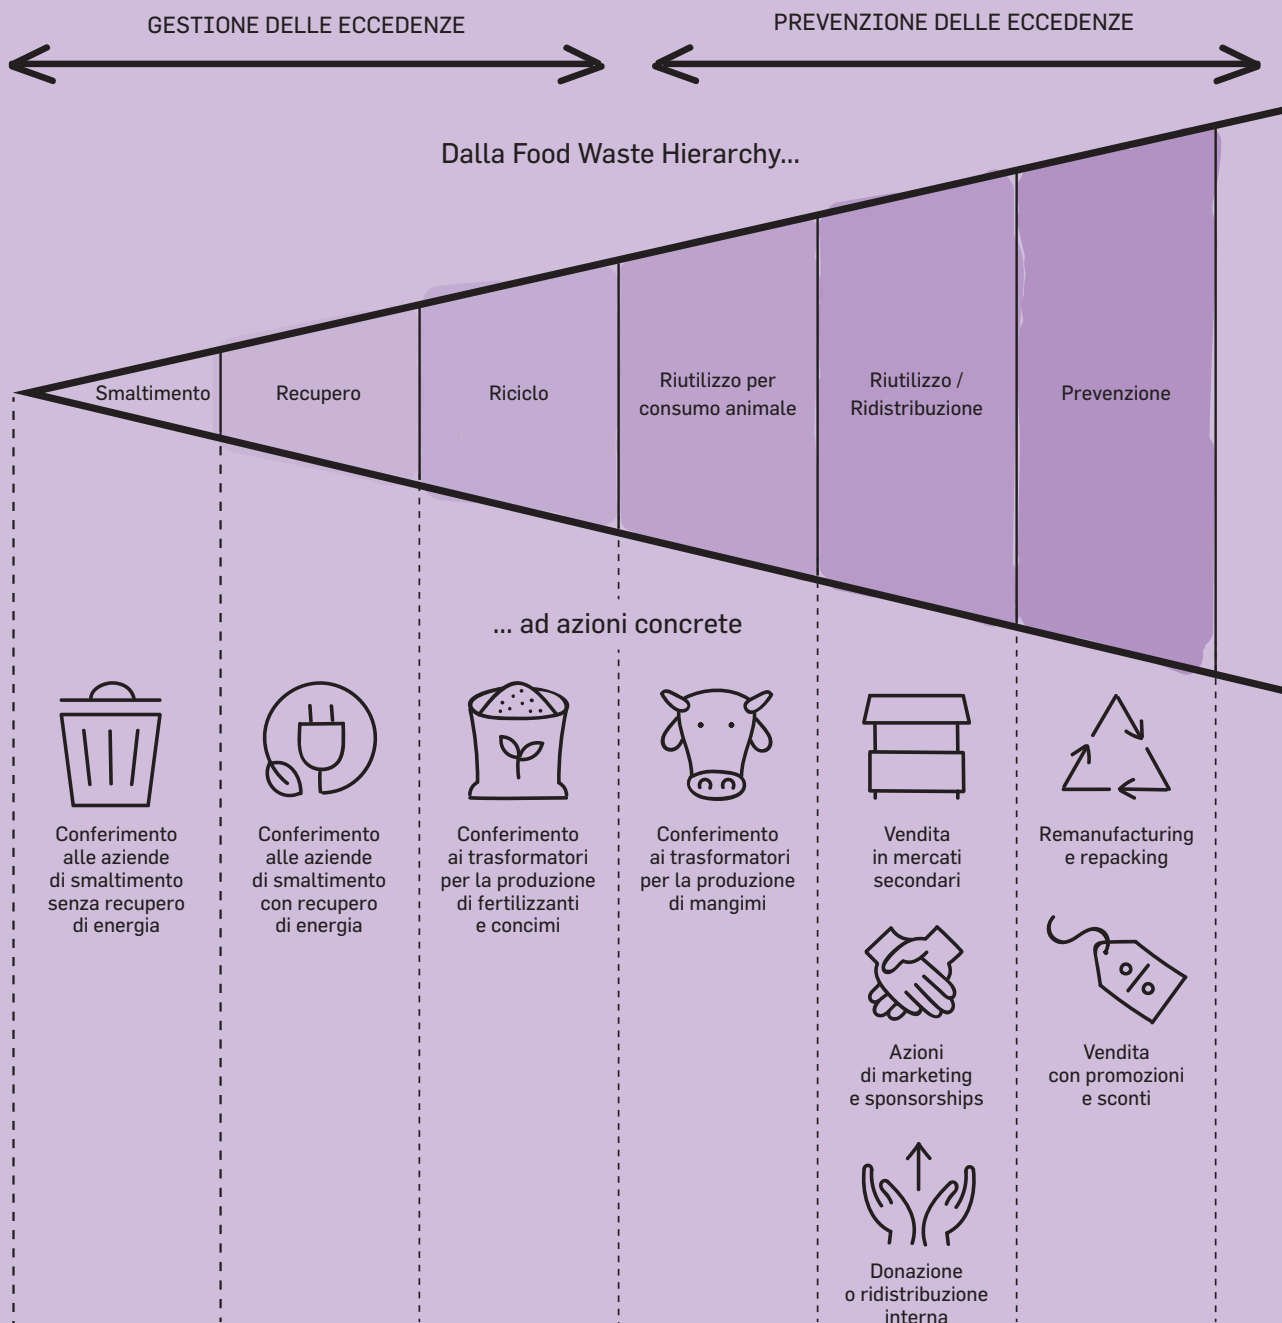 GESTIONE DELLE ECCEDENZE
PREVENZIONE DELLE ECCEDENZE
Dalla Food Waste Hierarchy...
Smaltimento
Recupero
Riciclo
Riutilizzo per
consumo animale
Riutilizzo /
Ridistribuzione
Prevenzione
... ad azioni concrete
Conferimento
alle aziende
di smaltimento
senza recupero
di energia
Conferimento
alle aziende
di smaltimento
con recupero
di energia
Conferimento
ai trasformatori
per la produzione
di fertilizzanti
e concimi
Conferimento
ai trasformatori
per la produzione
di mangimi
Vendita
in mercati
secondari
Azioni
di marketing
e sponsorships
Donazione
o ridistribuzione
interna
Remanufacturing
e repacking
Vendita
con promozioni
e sconti